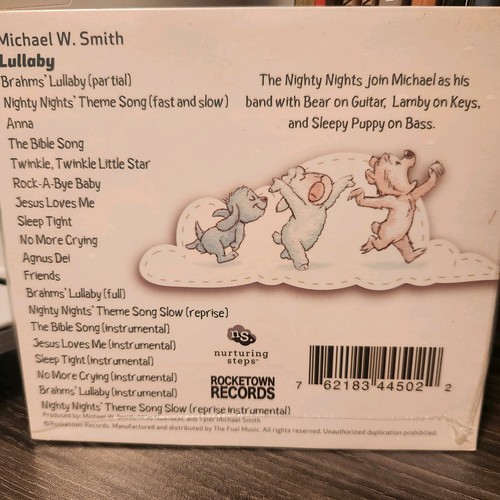 Michael W. Smith
Lullaby
Brahms' Lullaby (partial)
Nighty Nights' Theme Song (fast and slow)
Anna
The Bible Song
Twinkle, Twinkle Little Star
Rock-A-Bye Baby
Jesus Loves Me
Sleep Tight
No More Crying
Agnus Dei
Friends
Brahms' Lullaby (full)
Nighty Nights' Theme Song Slow (reprise)
The Bible Song (instrumental)
Jesus Loves Me (instrumental)
Sleep Tight (instrumental)
No More Crying (instrumental)
Brahms' Lullaby (instrumental)
Nighty Nights' Theme Song Slow (reprise instrumental)
The Nighty Nights join Michael as his
band with Bear on Guitar, Lamby on Keys,
and Sleepy Puppy on Bass.
ns.
nurturing
steps
ROCKETOWN
RECORDS
7 62183 44502 2
Produced by: Michael W. Smith Tyler Michael Smith
©Rocketown Records. Manufactured and distributed by The Fuel Music. All rights reserved. Unauthorized duplication prohibited.